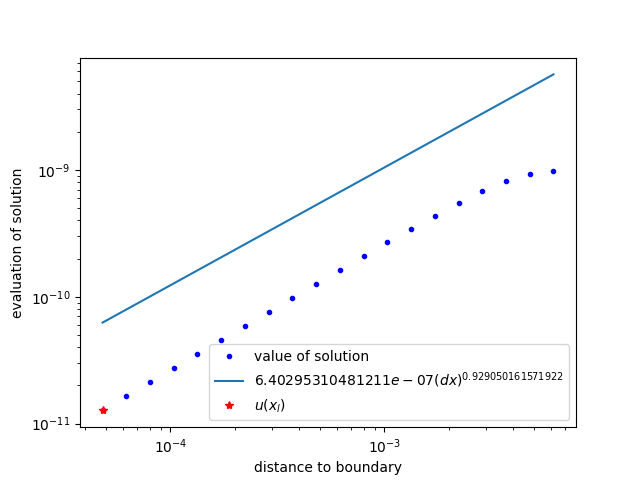 10^{-9}
10^{-10}
10^{-11}
evaluation of solution
value of solution
6.40295310481211e − 07(dx)^{0.929050161571922}
u(x_l)
10^{-4} 10^{-3}
distance to boundary